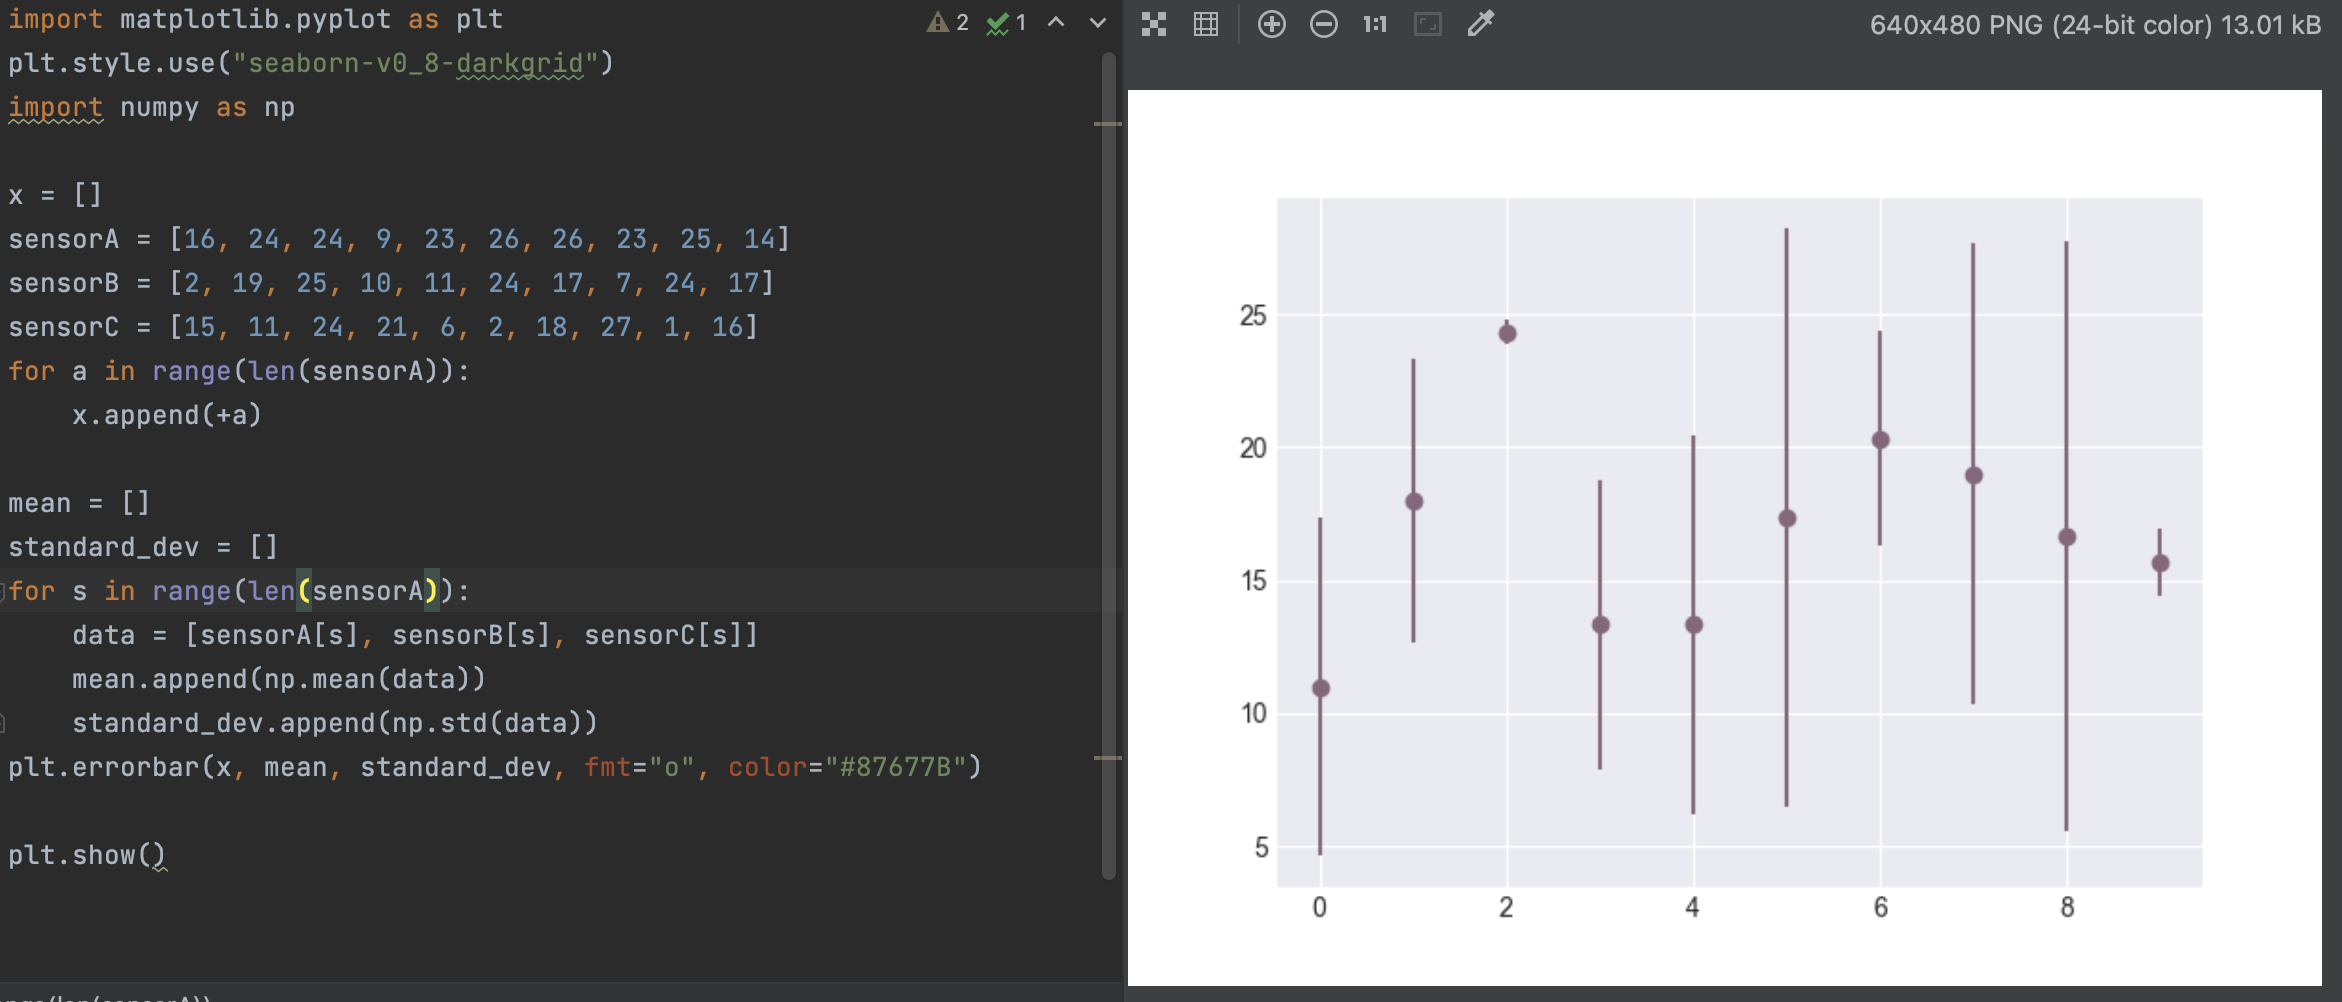 import matplotlib.pyplot as plt
plt.style.use("seaborn-v0_8-darkgrid")
import numpy as np
x = []
sensorA = [16, 24, 24, 9, 23, 26, 26, 23, 25, 14]
sensorB = [2, 19, 25, 10, 11, 24, 17, 7, 24, 17]
sensorC = [15, 11, 24, 21, 6, 2, 18, 27, 1, 16]
for a in range(len(sensorA)):
    x.append(+a)
mean = []
standard_dev = []
for s in range(len(sensorA)):
    data = [sensorA[s], sensorB[s], sensorC[s]]
    mean.append(np.mean(data))
    standard_dev.append(np.std(data))
plt.errorbar(x, mean, standard_dev, fmt="o", color="#87677B")
plt.show()
2 1
1:1 640x480 PNG (24-bit color) 13.01 kB
25
20
15
10
5
0 2 4 6 8